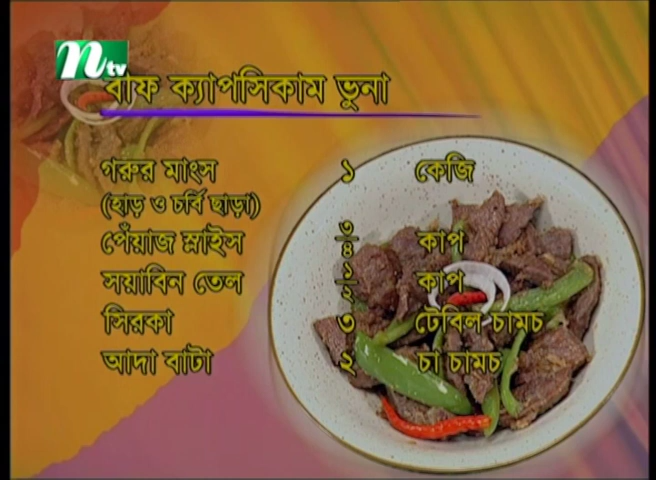 ntv
বাফ ক্যাপসিকাম ভুনা
গরুর মাংস ১ কেজি
(হাড় ও চর্বি ছাড়া)
পেঁয়াজ স্লাইস ৩/৪ কাপ
সয়াবিন তেল ১/২ কাপ
সিরকা ৩ টেবিল চামচ
আদা বাটা ২ চা চামচ